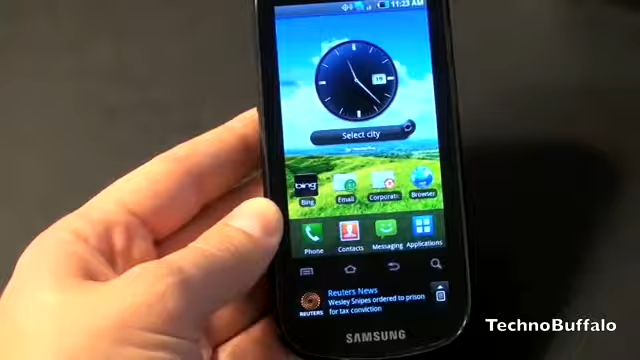 11:23 AM
19
Select city
bing
Bing
Email
Corporate
Browser
Phone
Contacts
Messaging
Applications
REUTERS
Reuters News
Wesley Snipes ordered to prison
for tax conviction
SAMSUNG
TechnoBuffalo